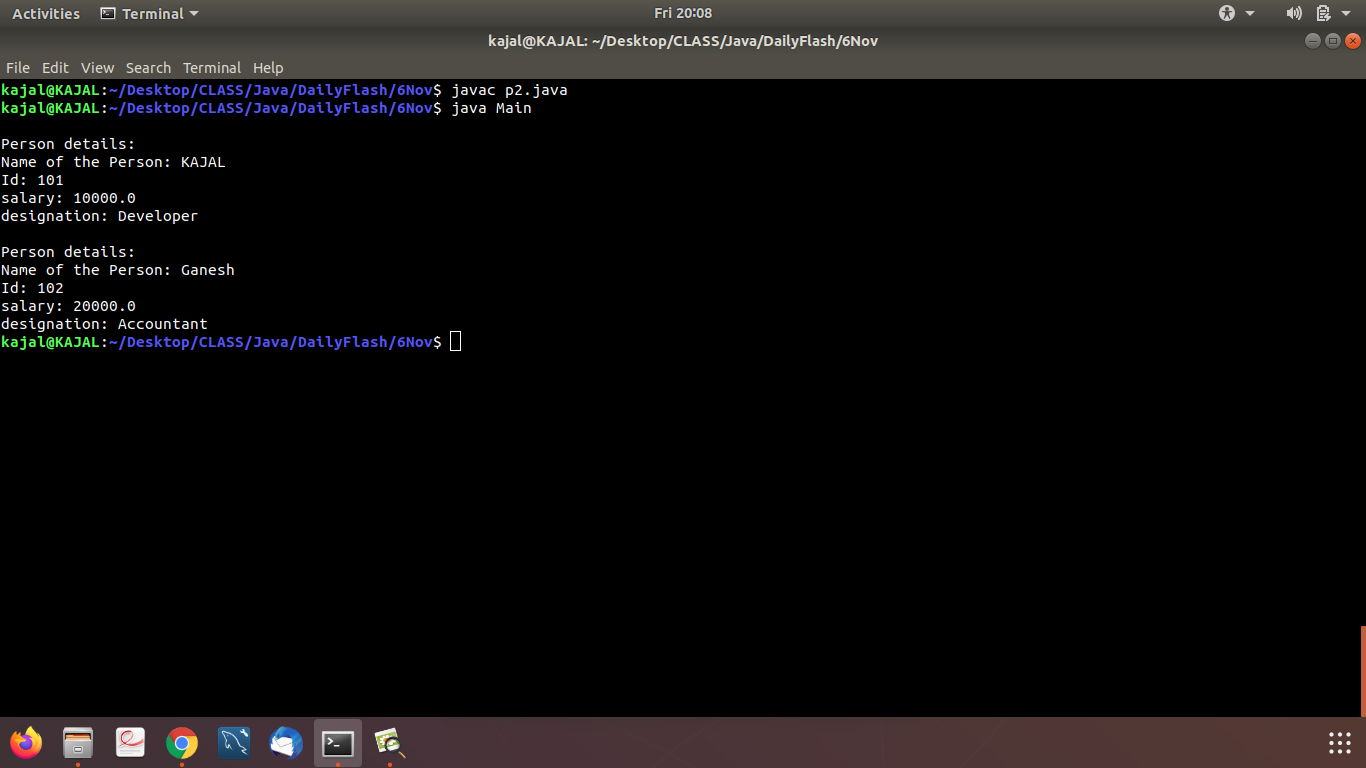 Activities Terminal Fri 20:08
kajal@KAJAL: ~/Desktop/CLASS/Java/DailyFlash/6Nov
File Edit View Search Terminal Help
kajal@KAJAL:~/Desktop/CLASS/Java/DailyFlash/6Nov$ javac p2.java
kajal@KAJAL:~/Desktop/CLASS/Java/DailyFlash/6Nov$ java Main
Person details:
Name of the Person: KAJAL
Id: 101
salary: 10000.0
designation: Developer
Person details:
Name of the Person: Ganesh
Id: 102
salary: 20000.0
designation: Accountant
kajal@KAJAL:~/Desktop/CLASS/Java/DailyFlash/6Nov$